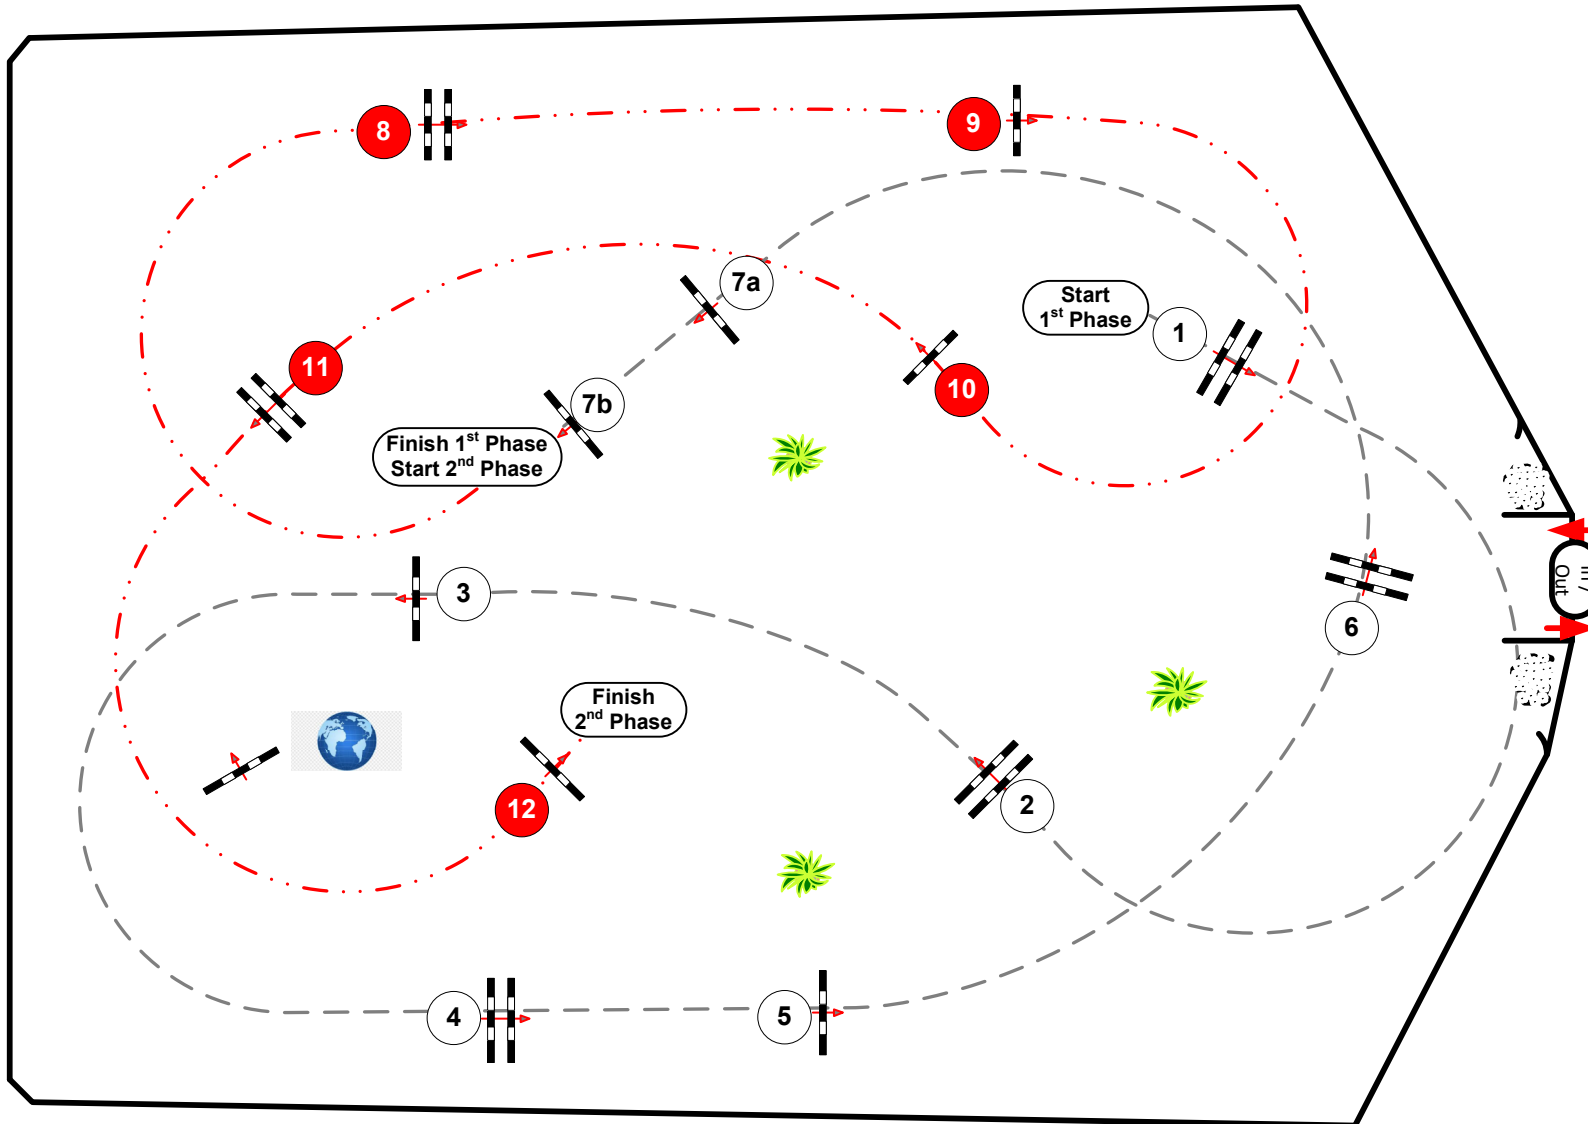 8
9
7a
Start
1st Phase
1
11
10
7b
Finish 1st Phase
Start 2nd Phase
3
In /
Out
6
Finish
2nd Phase
12
2
4
5